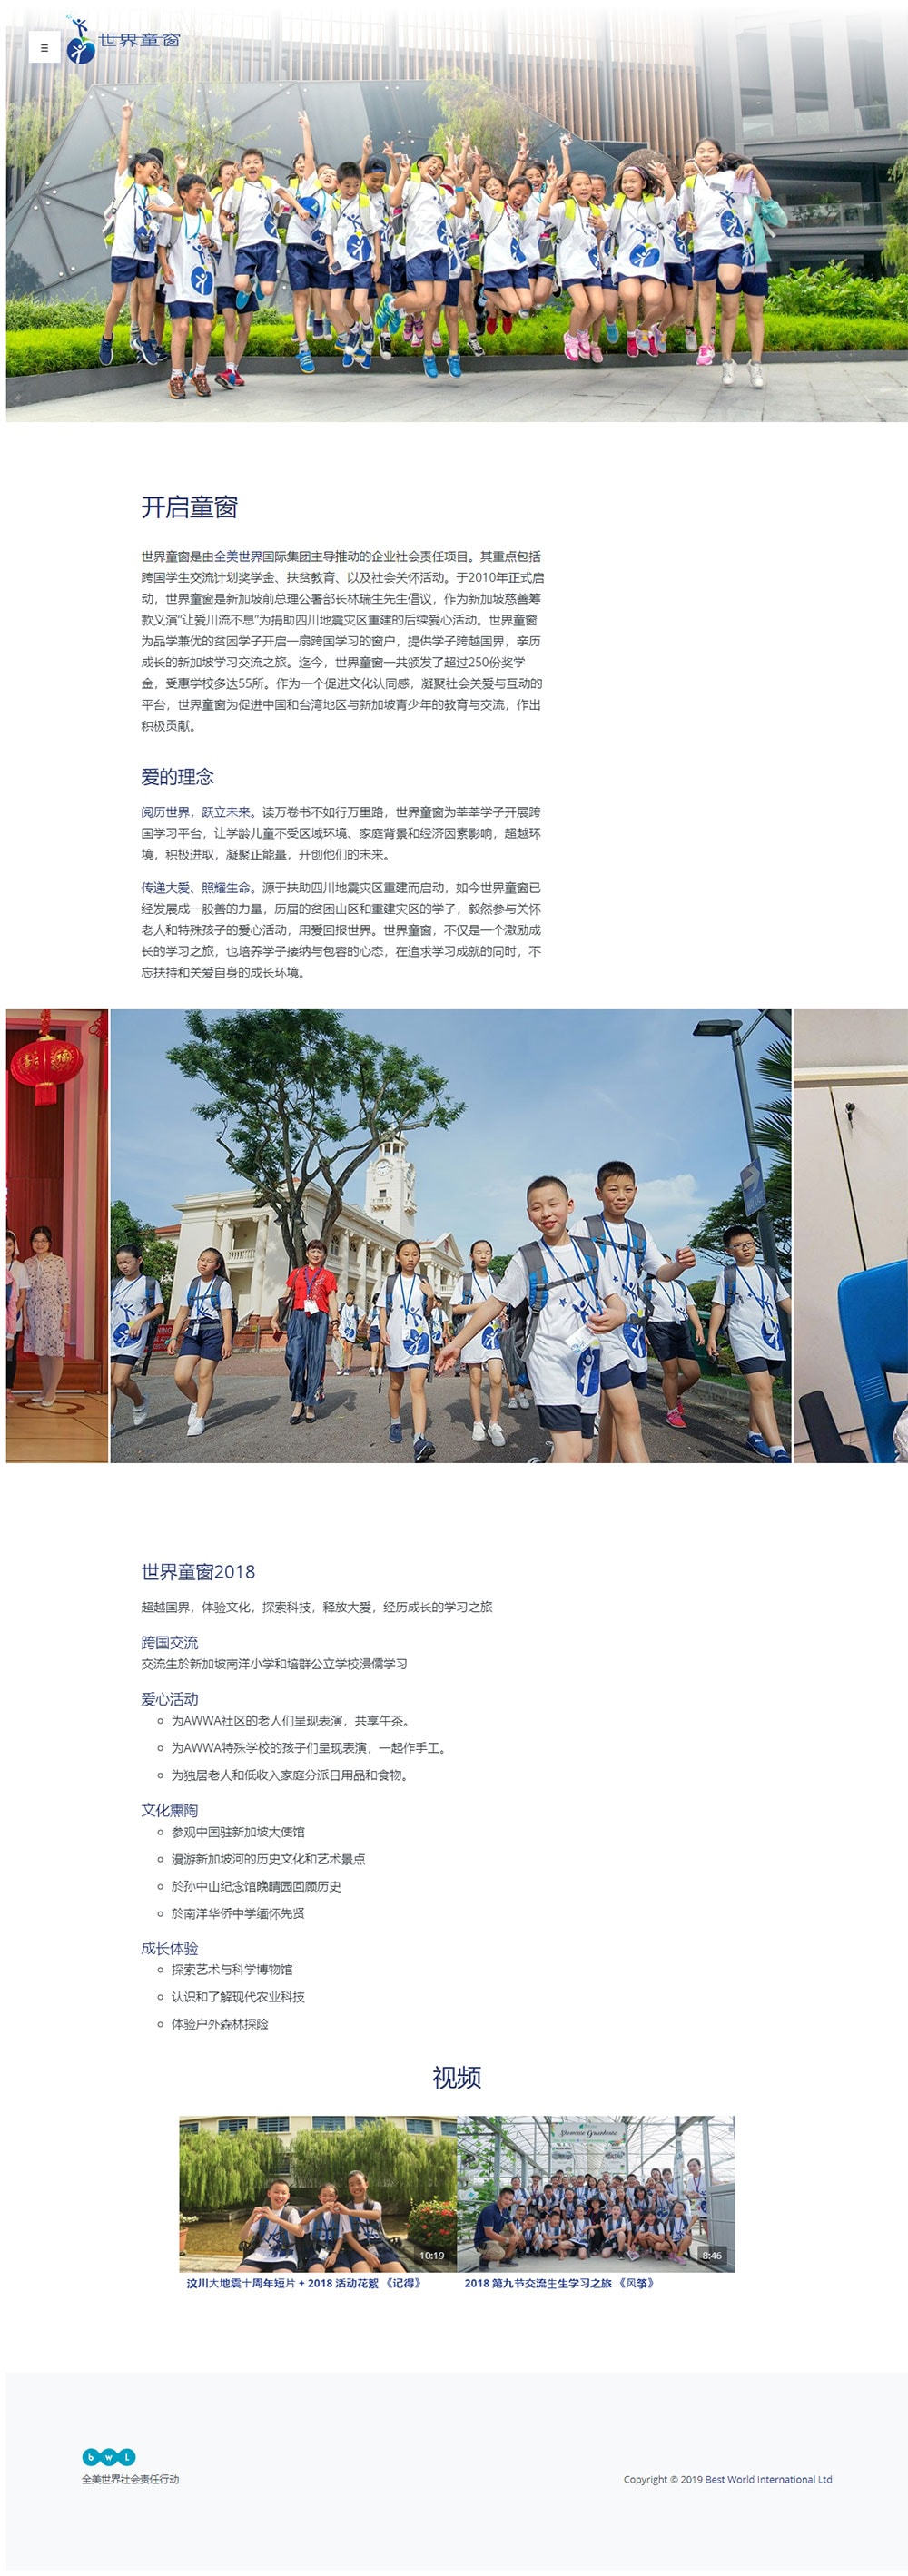 世界童窗
开启童窗
世界童窗是由全美世界国际集团主导推动的企业社会责任项目。其重点包括
跨国学生交流计划奖学金、扶贫教育、以及社会关怀活动。于2010年正式启
动，世界童窗是新加坡前总理公署部长林瑞生先生倡议，作为新加坡慈善筹
款义演“让爱川流不息”为捐助四川地震灾区重建的后续爱心活动。世界童窗
为品学兼优的贫困学子开启一扇跨国学习的窗户，提供学子跨越国界，亲历
成长的新加坡学习交流之旅。迄今，世界童窗一共颁发了超过250份奖学
金，受惠学校多达55所。作为一个促进文化认同感，凝聚社会关爱与互动的
平台，世界童窗为促进中国和台湾地区与新加坡青少年的教育与交流，作出
积极贡献。
爱的理念
阅历世界，跃立未来。读万卷书不如行万里路，世界童窗为莘莘学子开展跨
国学习平台，让学龄儿童不受区域环境、家庭背景和经济因素影响，超越环
境，积极进取，凝聚正能量，开创他们的未来。
传递大爱、照耀生命。源于扶助四川地震灾区重建而启动，如今世界童窗已
经发展成一股善的力量，历届的贫困山区和重建灾区的学子，毅然参与关怀
老人和特殊孩子的爱心活动，用爱回报世界。世界童窗，不仅是一个激励成
长的学习之旅，也培养学子接纳与包容的心态，在追求学习成就的同时，不
忘扶持和关爱自身的成长环境。
世界童窗2018
超越国界，体验文化，探索科技，释放大爱，经历成长的学习之旅
跨国交流
交流生於新加坡南洋小学和培群公立学校浸儒学习
爱心活动
为AWWA社区的老人们呈现表演，共享午茶。
为AWWA特殊学校的孩子们呈现表演，一起作手工。
为独居老人和低收入家庭分派日用品和食物。
文化熏陶
参观中国驻新加坡大使馆
漫游新加坡河的历史文化和艺术景点
於孙中山纪念馆晚晴园回顾历史
於南洋华侨中学缅怀先贤
成长体验
探索艺术与科学博物馆
认识和了解现代农业科技
体验户外森林探险
视频
Showcase Greenhouse
10:19
8:46
汶川大地震十周年短片 + 2018 活动花絮 《记得》
2018 第九节交流生生学习之旅 《风筝》
b w L
全美世界社会责任行动
Copyright © 2019 Best World International Ltd